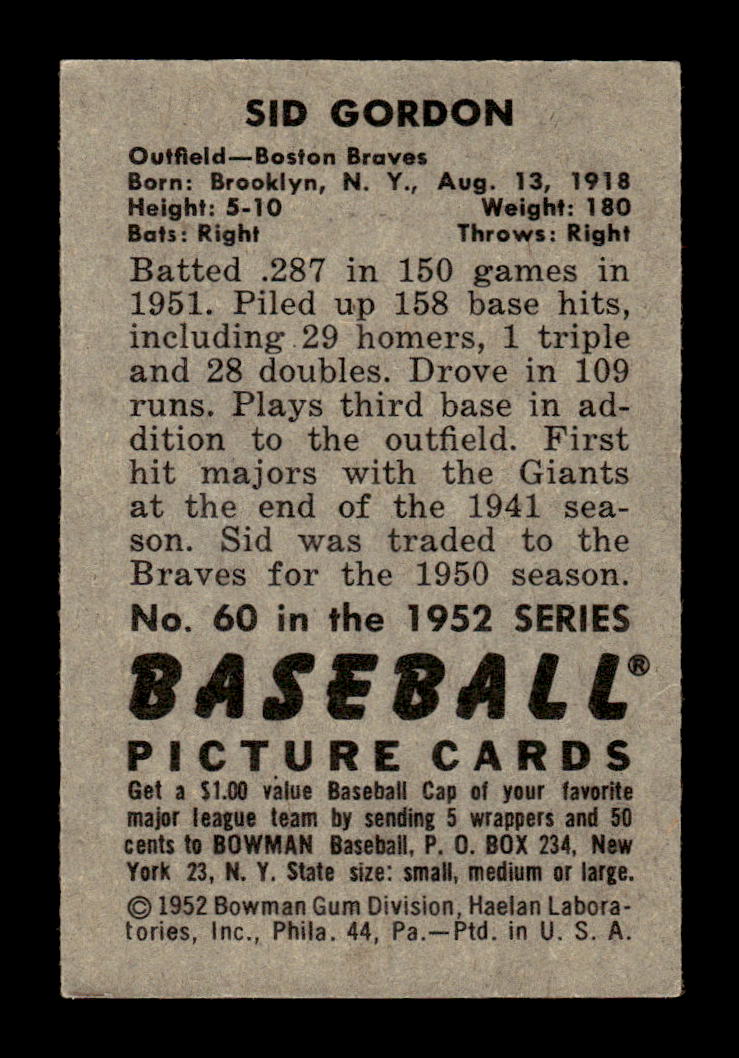 SID GORDON
Outfield—Boston Braves
Born: Brooklyn, N. Y., Aug. 13, 1918
Height: 5-10 Weight: 180
Bats: Right Throws: Right
Batted .287 in 150 games in
1951. Piled up 158 base hits,
including 29 homers, 1 triple
and 28 doubles. Drove in 109
runs. Plays third base in ad-
dition to the outfield. First
hit majors with the Giants
at the end of the 1941 sea-
son. Sid was traded to the
Braves for the 1950 season.
No. 60 in the 1952 SERIES
BASEBALL®
PICTURE CARDS
Get a $1.00 value Baseball Cap of your favorite
major league team by sending 5 wrappers and 50
cents to BOWMAN Baseball, P. O. BOX 234, New
York 23, N. Y. State size: small, medium or large.
© 1952 Bowman Gum Division, Haelan Labora-
tories, Inc., Phila. 44, Pa.—Ptd. in U. S. A.